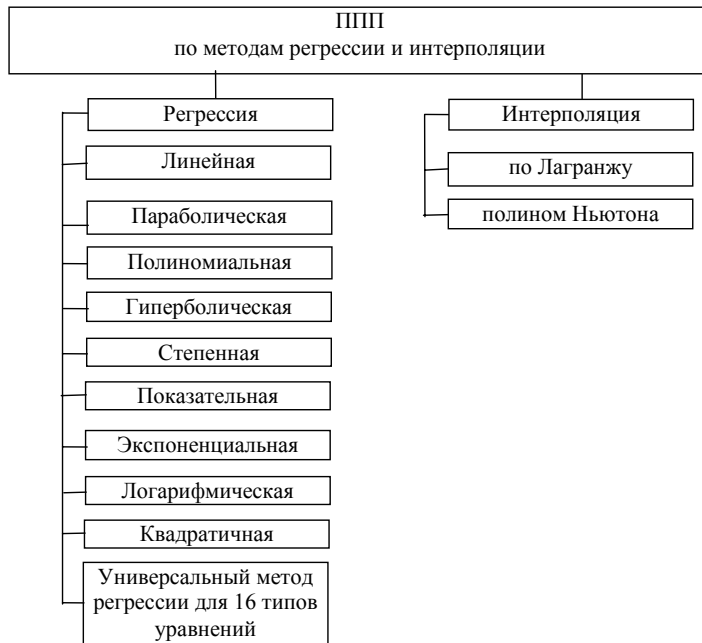 ППП
по методам регрессии и интерполяции
Регрессия
Линейная
Параболическая
Полиномиальная
Гиперболическая
Степенная
Показательная
Экспоненциальная
Логарифмическая
Квадратичная
Универсальный метод
регрессии для 16 типов
уравнений
Интерполяция
по Лагранжу
полином Ньютона